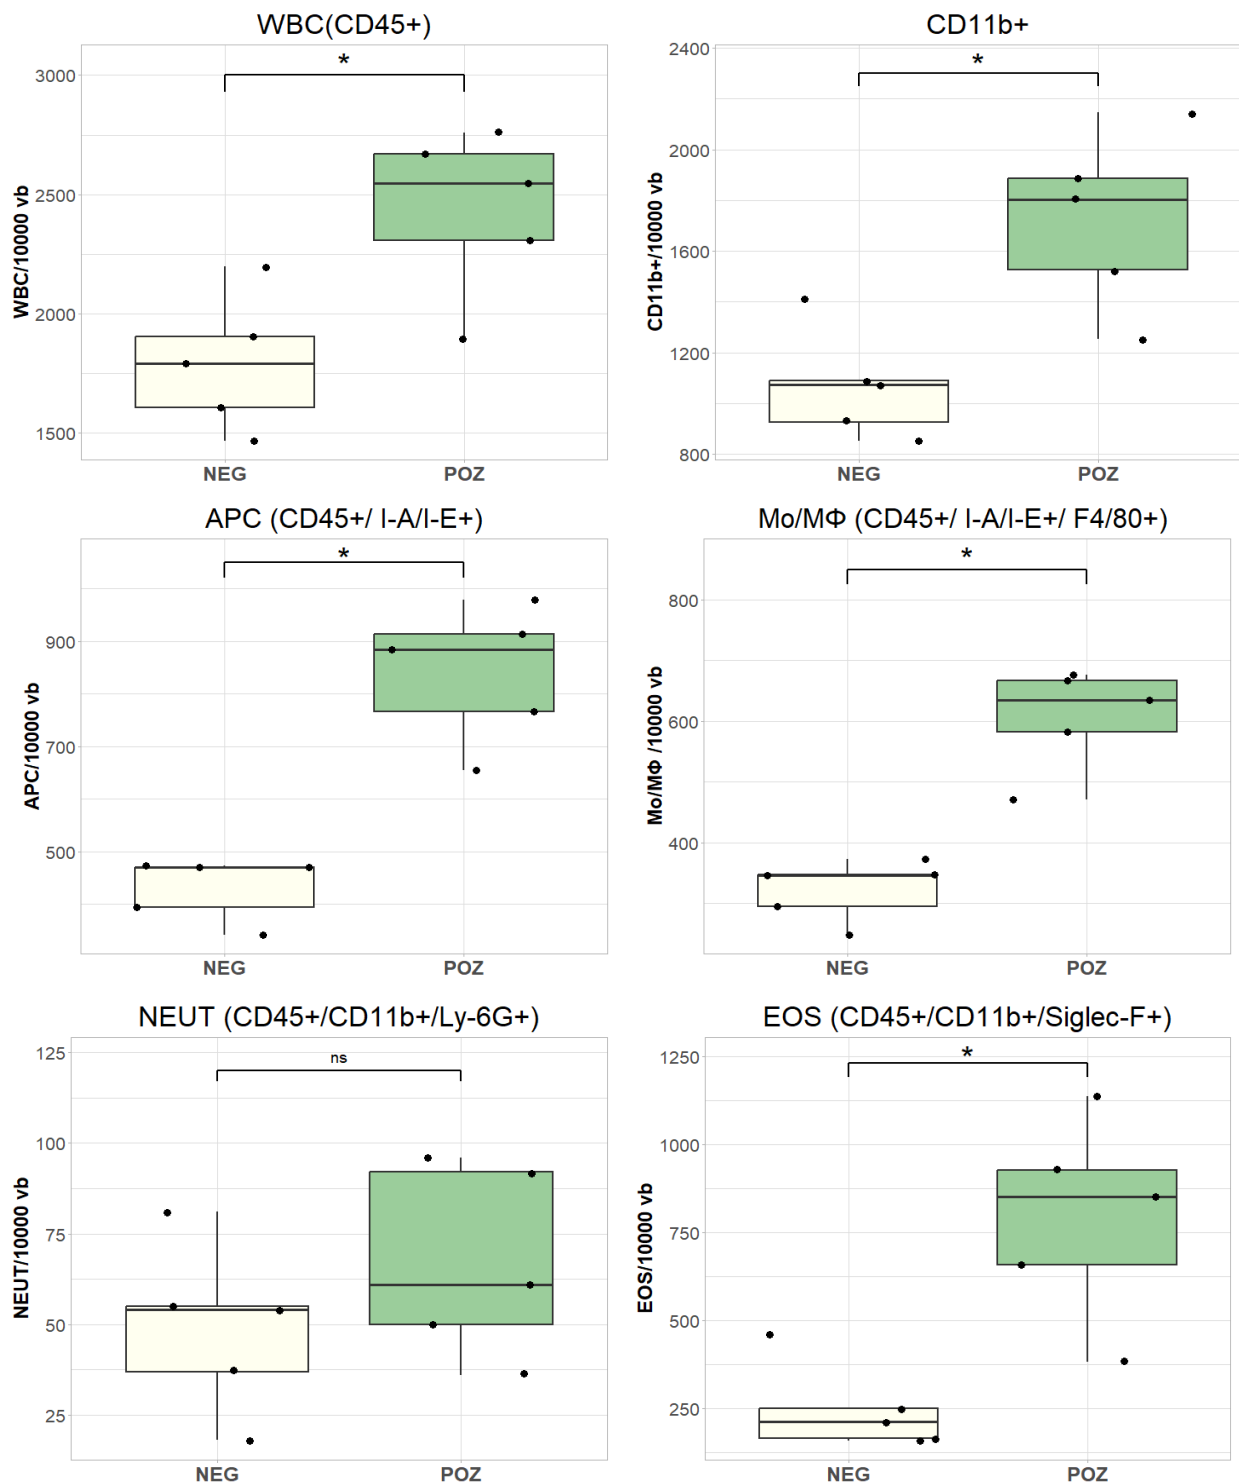 WBC(CD45+)
*
3000
2500
2000
1500
WBC/10000 vb
NEG POZ
CD11b+
*
2400
2000
1600
1200
800
CD11b+/10000 vb
NEG POZ
APC (CD45+/ I-A/I-E+)
*
900
700
500
APC/10000 vb
NEG POZ
Mo/MΦ (CD45+/ I-A/I-E+/ F4/80+)
*
800
600
400
Mo/MΦ /10000 vb
NEG POZ
NEUT (CD45+/CD11b+/Ly-6G+)
ns
125
100
75
50
25
NEUT/10000 vb
NEG POZ
EOS (CD45+/CD11b+/Siglec-F+)
*
1250
1000
750
500
250
EOS/10000 vb
NEG POZ